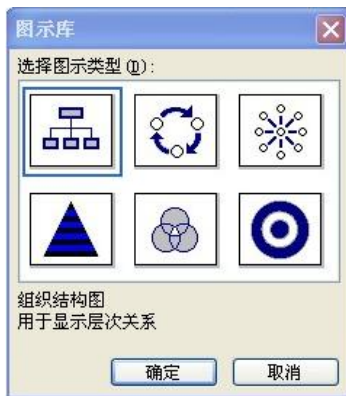 图示库
选择图示类型(D):
组织结构图
用于显示层次关系
确定
取消